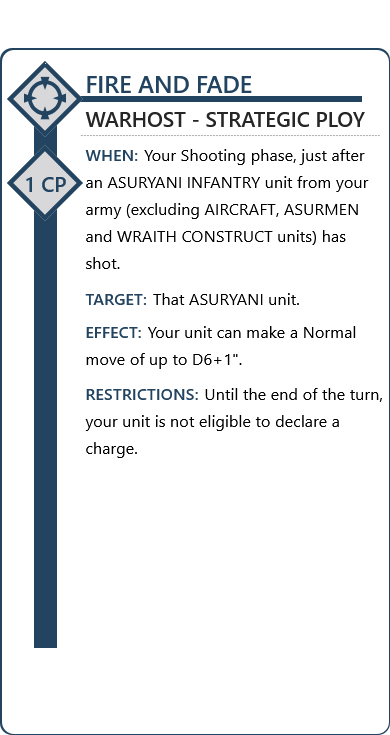 FIRE AND FADE
WARHOST - STRATEGIC PLOY
1 CP
WHEN: Your Shooting phase, just after
an ASURYANI INFANTRY unit from your
army (excluding AIRCRAFT, ASURMEN
and WRAITH CONSTRUCT units) has
shot.
TARGET: That ASURYANI unit.
EFFECT: Your unit can make a Normal
move of up to D6+1".
RESTRICTIONS: Until the end of the turn,
your unit is not eligible to declare a
charge.